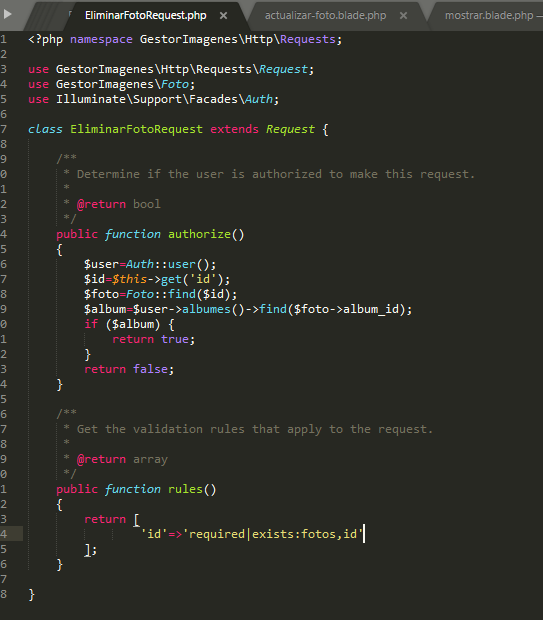 EliminarFotoRequest.php × actualizar-foto.blade.php × mostrar.blade.php —
1 <?php namespace GestorImagenes\Http\Requests;
2
3 use GestorImagenes\Http\Requests\Request;
4 use GestorImagenes\Foto;
5 use Illuminate\Support\Facades\Auth;
6
7 class EliminarFotoRequest extends Request {
8
9 /**
0 * Determine if the user is authorized to make this request.
1 *
2 * @return bool
3 */
4 public function authorize()
5 {
6 $user=Auth::user();
7 $id=$this->get('id');
8 $foto=Foto::find($id);
9 $album=$user->albumes()->find($foto->album_id);
0 if ($album) {
1 return true;
2 }
3 return false;
4 }
5
6 /**
7 * Get the validation rules that apply to the request.
8 *
9 * @return array
0 */
1 public function rules()
2 {
3 return [
4 'id'=>'required|exists:fotos,id'
5 ];
6 }
7
8 }